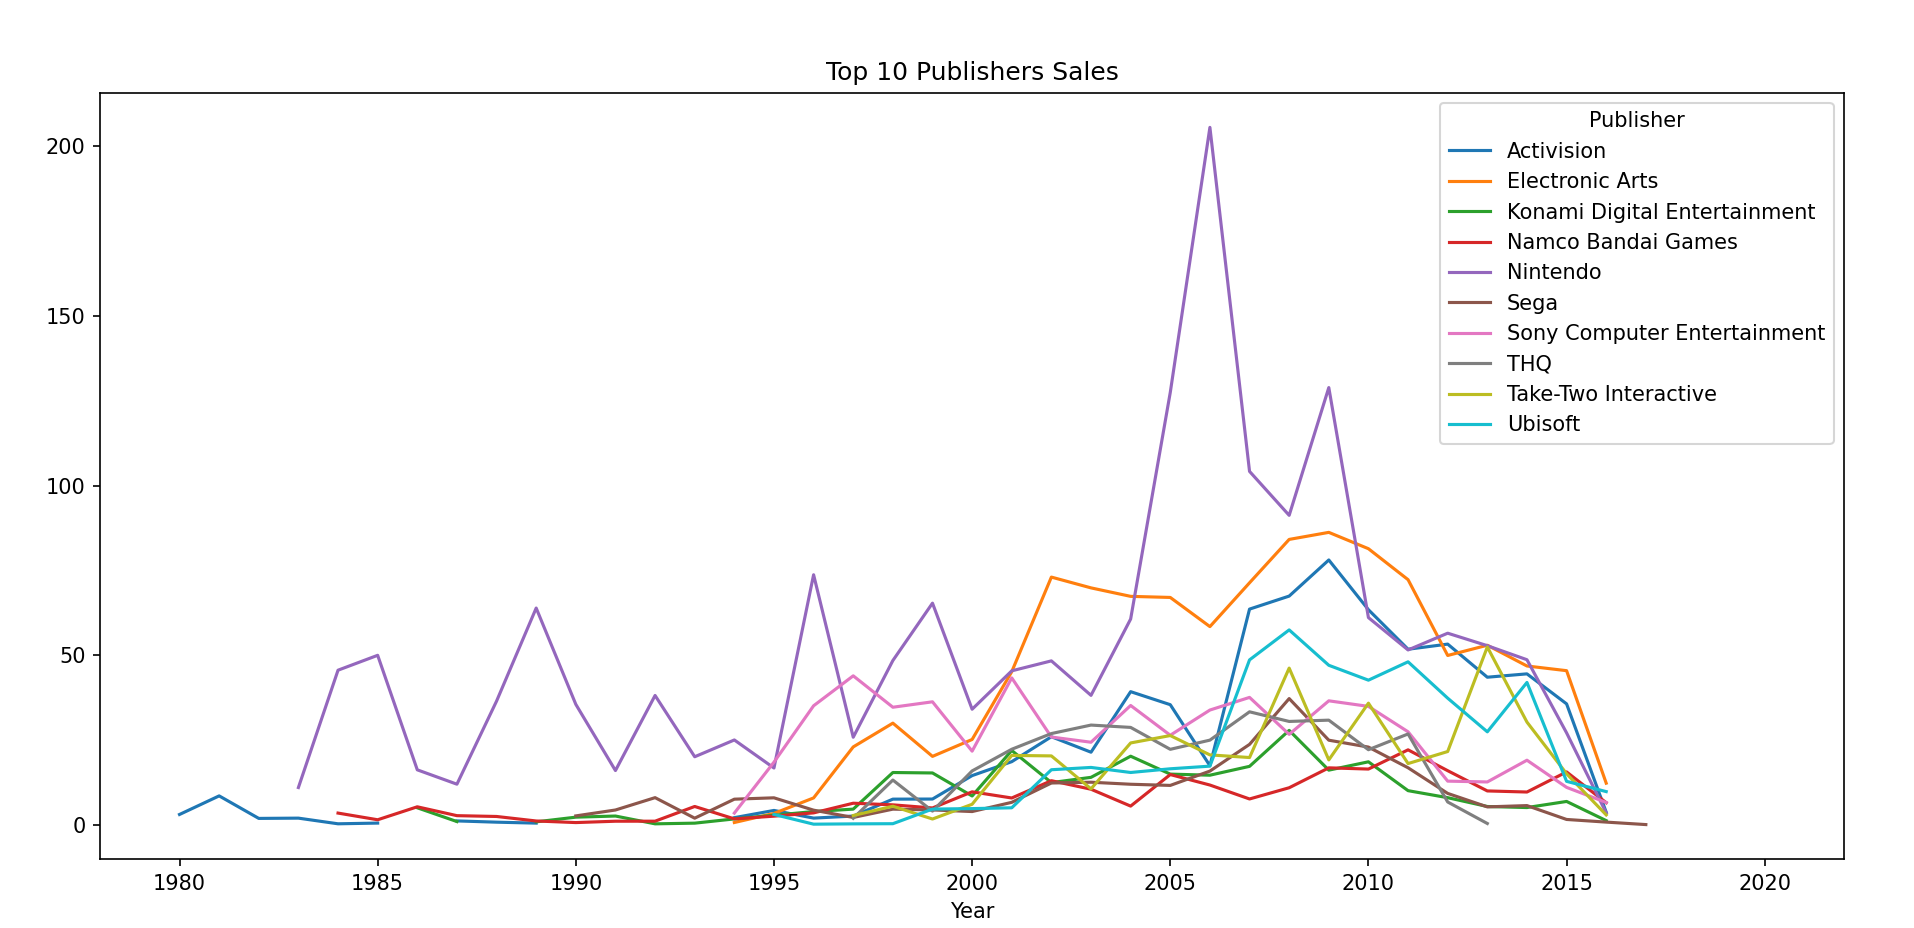 Top 10 Publishers Sales
200
150
100
50
0
Publisher
Activision
Electronic Arts
Konami Digital Entertainment
Namco Bandai Games
Nintendo
Sega
Sony Computer Entertainment
THQ
Take-Two Interactive
Ubisoft
1980 1985 1990 1995 2000 2005 2010 2015 2020
Year